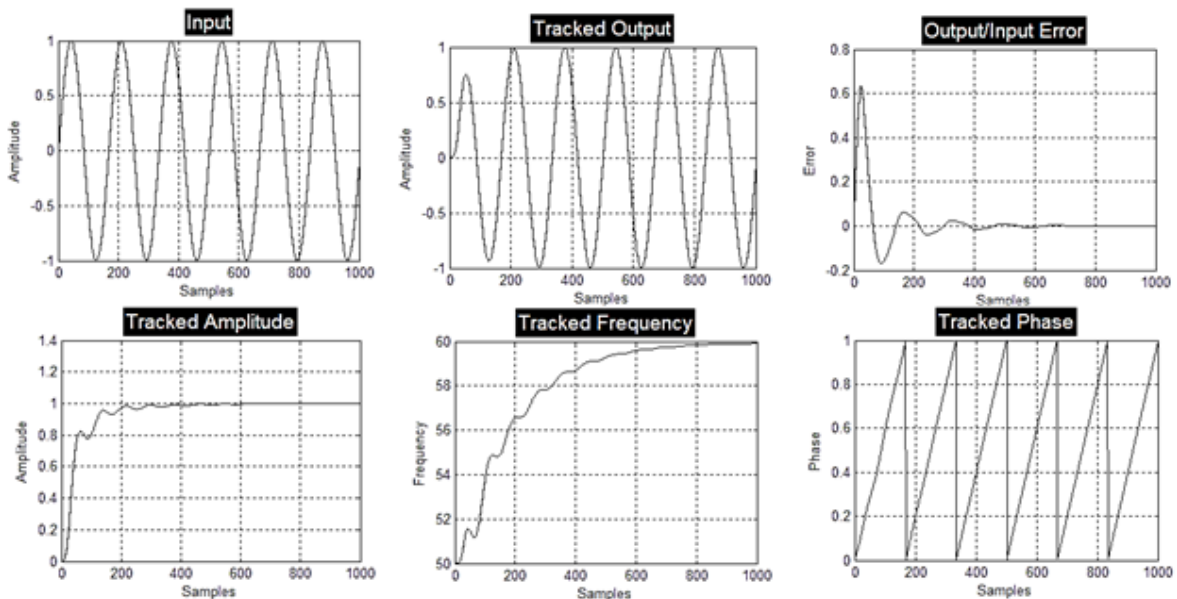 Input
1
0.5
0
-0.5
-1
Amplitude
0 200 400 600 800 1000
Samples
Tracked Output
1
0.5
0
-0.5
-1
Amplitude
0 200 400 600 800 1000
Samples
Output/Input Error
0.8
0.6
0.4
0.2
0
-0.2
Error
0 200 400 600 800 1000
Samples
Tracked Amplitude
1.4
1.2
1
0.8
0.6
0.4
0.2
0
Amplitude
0 200 400 600 800 1000
Samples
Tracked Frequency
60
58
56
54
52
50
Frequency
0 200 400 600 800 1000
Samples
Tracked Phase
1
0.8
0.6
0.4
0.2
0
Phase
0 200 400 600 800 1000
Samples